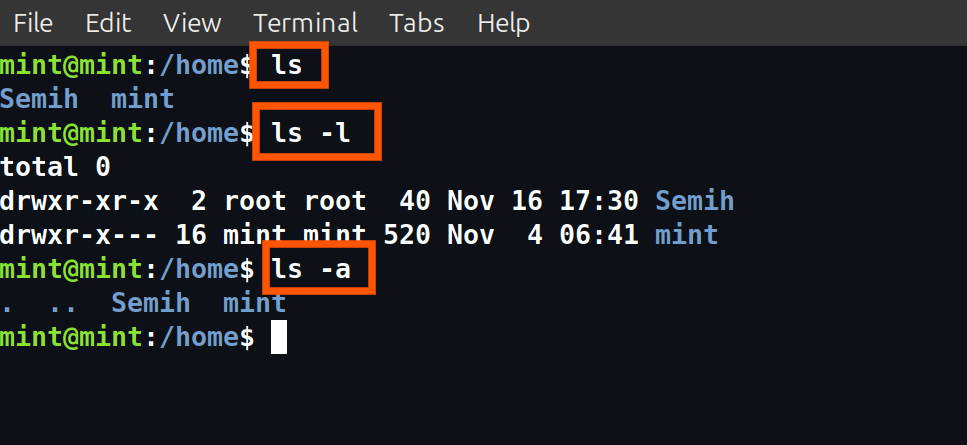 File Edit View Terminal Tabs Help
mint@mint:/home$ ls
Semih  mint
mint@mint:/home$ ls -l
total 0
drwxr-xr-x  2 root root  40 Nov 16 17:30 Semih
drwxr-x--- 16 mint mint 520 Nov  4 06:41 mint
mint@mint:/home$ ls -a
.  ..  Semih  mint
mint@mint:/home$